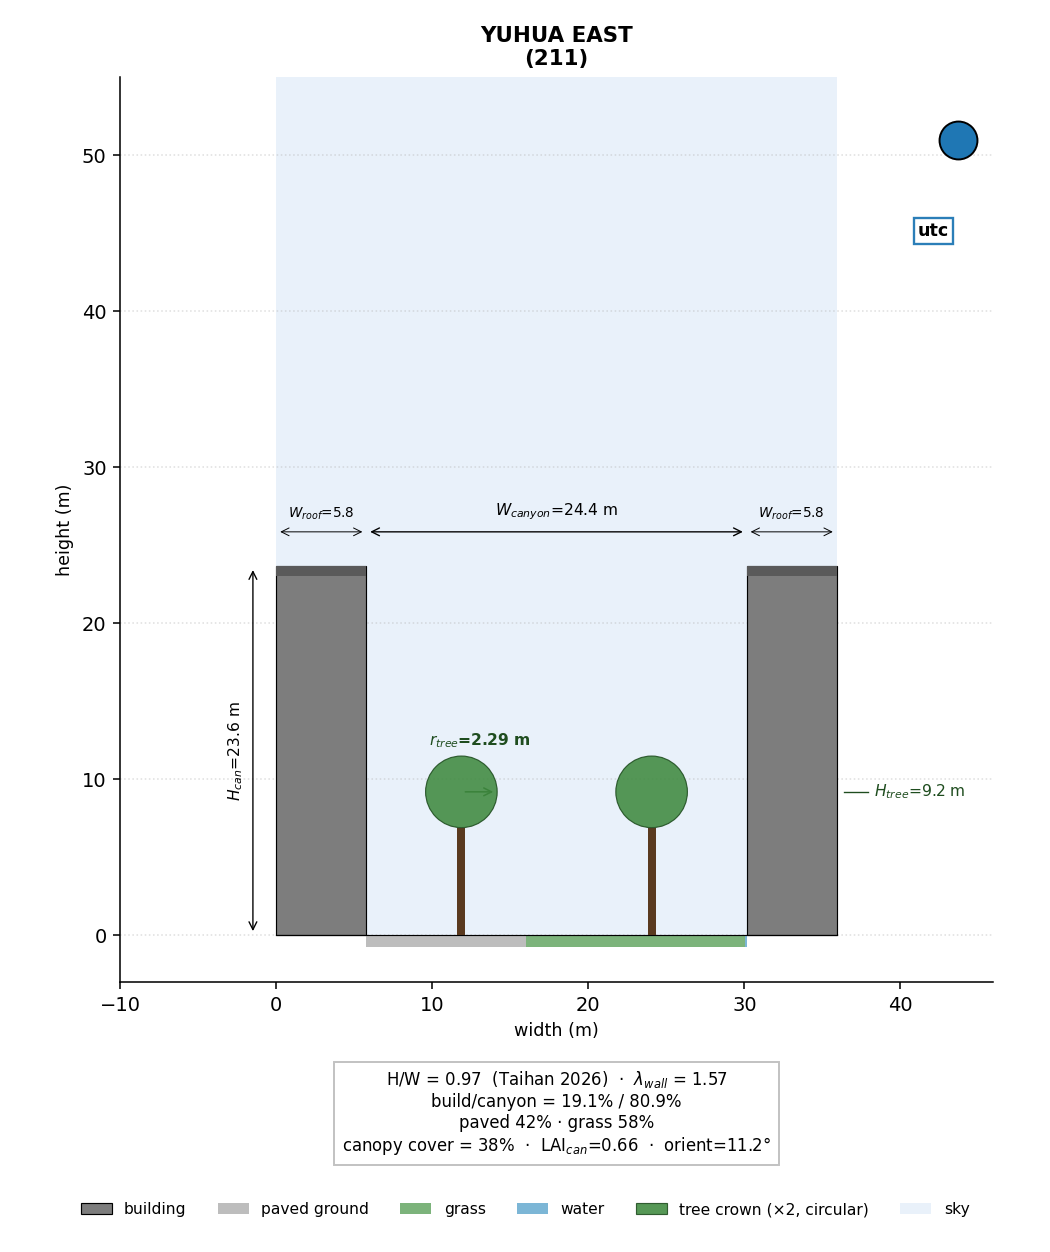 YUHUA EAST
(211)
50
utc
40
30
W_roof=5.8
W_canyon=24.4 m
W_roof=5.8
height (m)
20
H_can=23.6 m
r_tree=2.29 m
10
H_tree=9.2 m
0
−10
0
10
20
30
40
width (m)
H/W = 0.97 (Taihan 2026) · λ_wall = 1.57
build/canyon = 19.1% / 80.9%
paved 42% · grass 58%
canopy cover = 38% · LAI_can=0.66 · orient=11.2°
building
paved ground
grass
water
tree crown (×2, circular)
sky